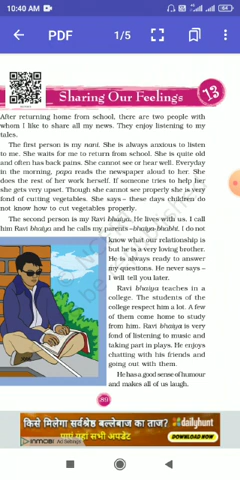 10:40 AM
PDF
1/5
Sharing Our Feelings
13
After returning home from school, there are two people with
whom I like to share all my news. They enjoy listening to my
tales.
The first person is my nani. She is always anxious to listen
to me. She waits for me to return from school. She is quite old
and often has back pains. She cannot see or hear well. Everyday
in the morning, papa reads the newspaper aloud to her. She
does the rest of her work herself. If someone tries to help her
she gets very upset. Though she cannot see properly she is very
fond of cutting vegetables. She says – these days children do
not know how to cut vegetables properly.
The second person is my Ravi bhaiya. He lives with us. I call
him Ravi bhaiya and he calls my parents –bhaiya-bhabhi. I do not
know what our relationship is
but he is a very loving brother.
He is always ready to answer
my questions. He never says –
I will tell you later.
Ravi bhaiya teaches in a
college. The students of the
college respect him a lot. A few
of them come home to study
from him. Ravi bhaiya is very
fond of listening to music and
taking part in plays. He enjoys
chatting with his friends and
going out with them.
He has a good sense of humour
and makes all of us laugh.
89
किसे मिलेगा सर्वश्रेष्ठ बल्लेबाज का ताज?
पाएं यहां सभी अपडेट
dailyhunt
DOWNLOAD NOW
INMOBI
Ad Settings